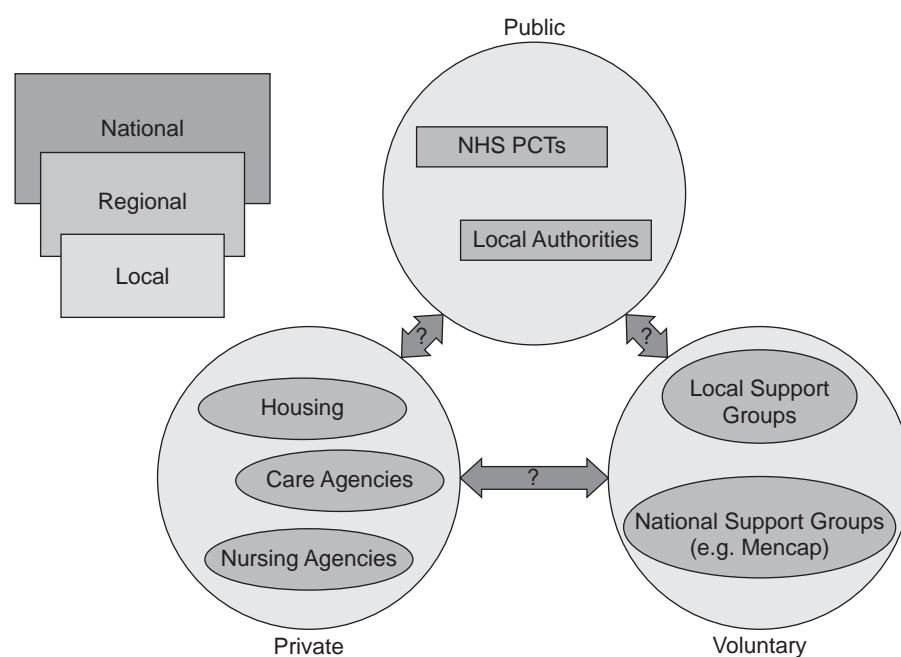 Public
National
Regional
Local
NHS PCTs
Local Authorities
?
?
Housing
Care Agencies
Nursing Agencies
?
Local Support
Groups
National Support Groups
(e.g. Mencap)
Private
Voluntary